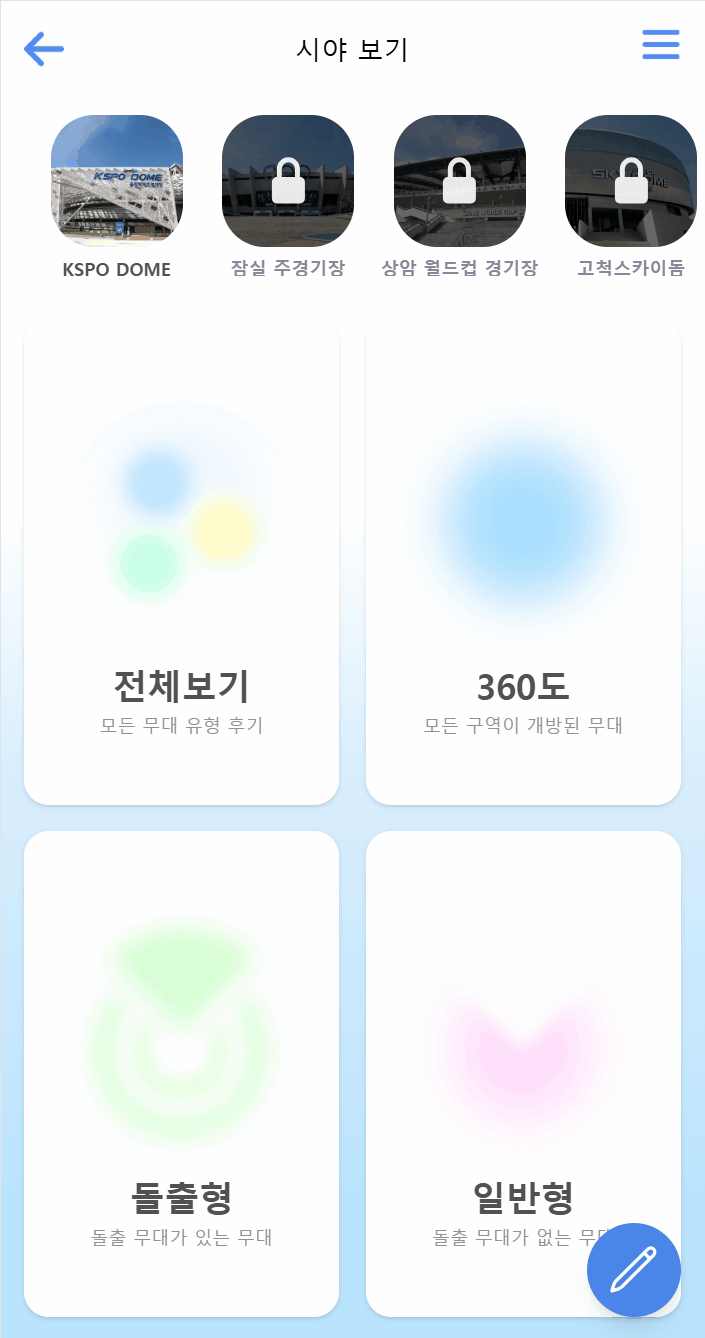 시야 보기
KSPO DOME
KSPO DOME
잠실 주경기장
상암 월드컵 경기장
고척스카이돔
전체보기
모든 무대 유형 후기
360도
모든 구역이 개방된 무대
돌출형
돌출 무대가 있는 무대
일반형
돌출 무대가 없는